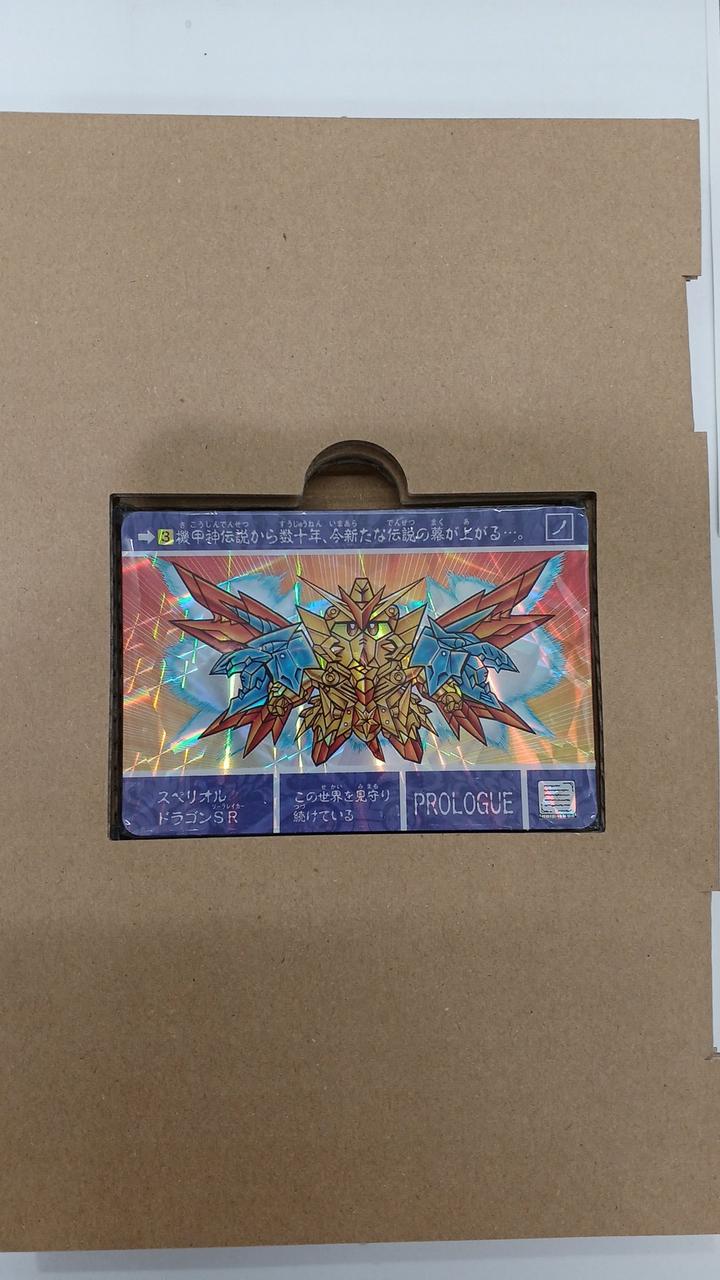 ➡3 機甲神伝説から数十年、今新たな伝説の幕が上がる…。
ノ
スペリオル
ドラゴンSR
この世界を見守り
続けている
PROLOGUE